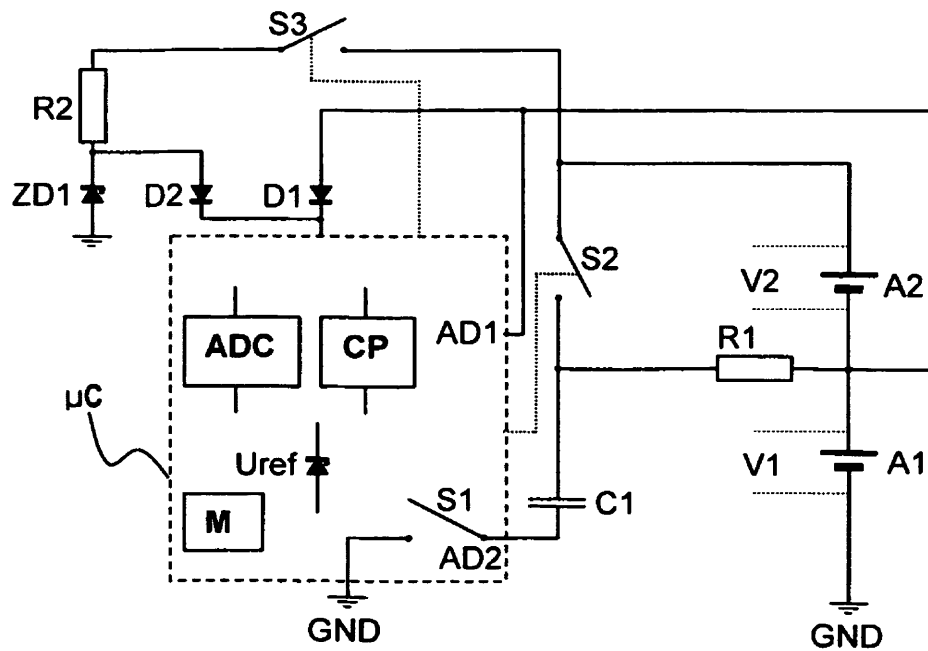 S3
R2
ZD1
D2
D1
S2
V2
A2
ADC
CP
AD1
R1
µC
Uref
V1
A1
S1
C1
M
AD2
GND
GND